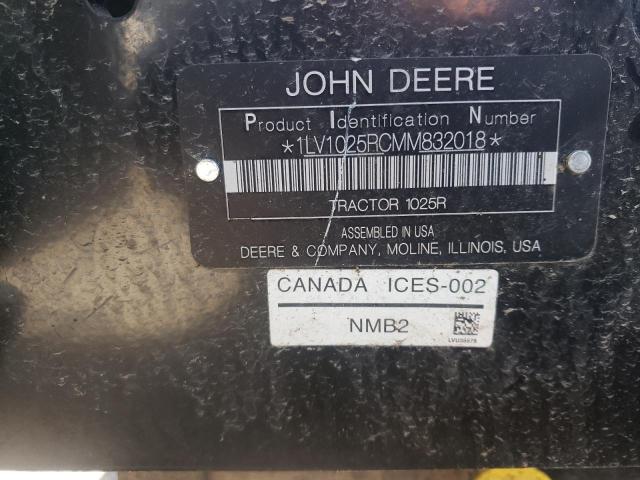 JOHN DEERE
Product Identification Number
*1LV1025RCMM832018*
TRACTOR 1025R
ASSEMBLED IN USA
DEERE & COMPANY, MOLINE, ILLINOIS, USA
CANADA ICES-002
NMB2